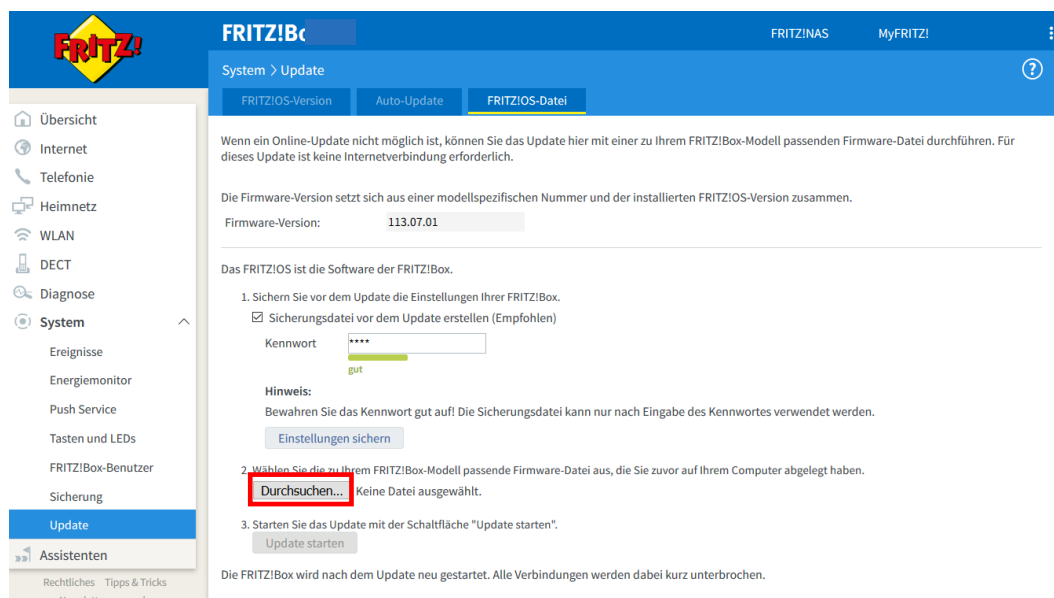 FRITZ!
FRITZ!Bo
FRITZ!NAS
MyFRITZ!
System > Update
FRITZ!OS-Version
Auto-Update
FRITZ!OS-Datei
Übersicht
Internet
Telefonie
Heimnetz
WLAN
DECT
Diagnose
System
Ereignisse
Energiemonitor
Push Service
Tasten und LEDs
FRITZ!Box-Benutzer
Sicherung
Update
Assistenten
Rechtliches Tipps & Tricks
Wenn ein Online-Update nicht möglich ist, können Sie das Update hier mit einer zu Ihrem FRITZ!Box-Modell passenden Firmware-Datei durchführen. Für
dieses Update ist keine Internetverbindung erforderlich.
Die Firmware-Version setzt sich aus einer modellspezifischen Nummer und der installierten FRITZ!OS-Version zusammen.
Firmware-Version: 113.07.01
Das FRITZ!OS ist die Software der FRITZ!Box.
1. Sichern Sie vor dem Update die Einstellungen Ihrer FRITZ!Box.
Sicherungsdatei vor dem Update erstellen (Empfohlen)
Kennwort ****
gut
Hinweis:
Bewahren Sie das Kennwort gut auf! Die Sicherungsdatei kann nur nach Eingabe des Kennwortes verwendet werden.
Einstellungen sichern
2. Wählen Sie die zu Ihrem FRITZ!Box-Modell passende Firmware-Datei aus, die Sie zuvor auf Ihrem Computer abgelegt haben.
Durchsuchen... Keine Datei ausgewählt.
3. Starten Sie das Update mit der Schaltfläche "Update starten".
Update starten
Die FRITZ!Box wird nach dem Update neu gestartet. Alle Verbindungen werden dabei kurz unterbrochen.